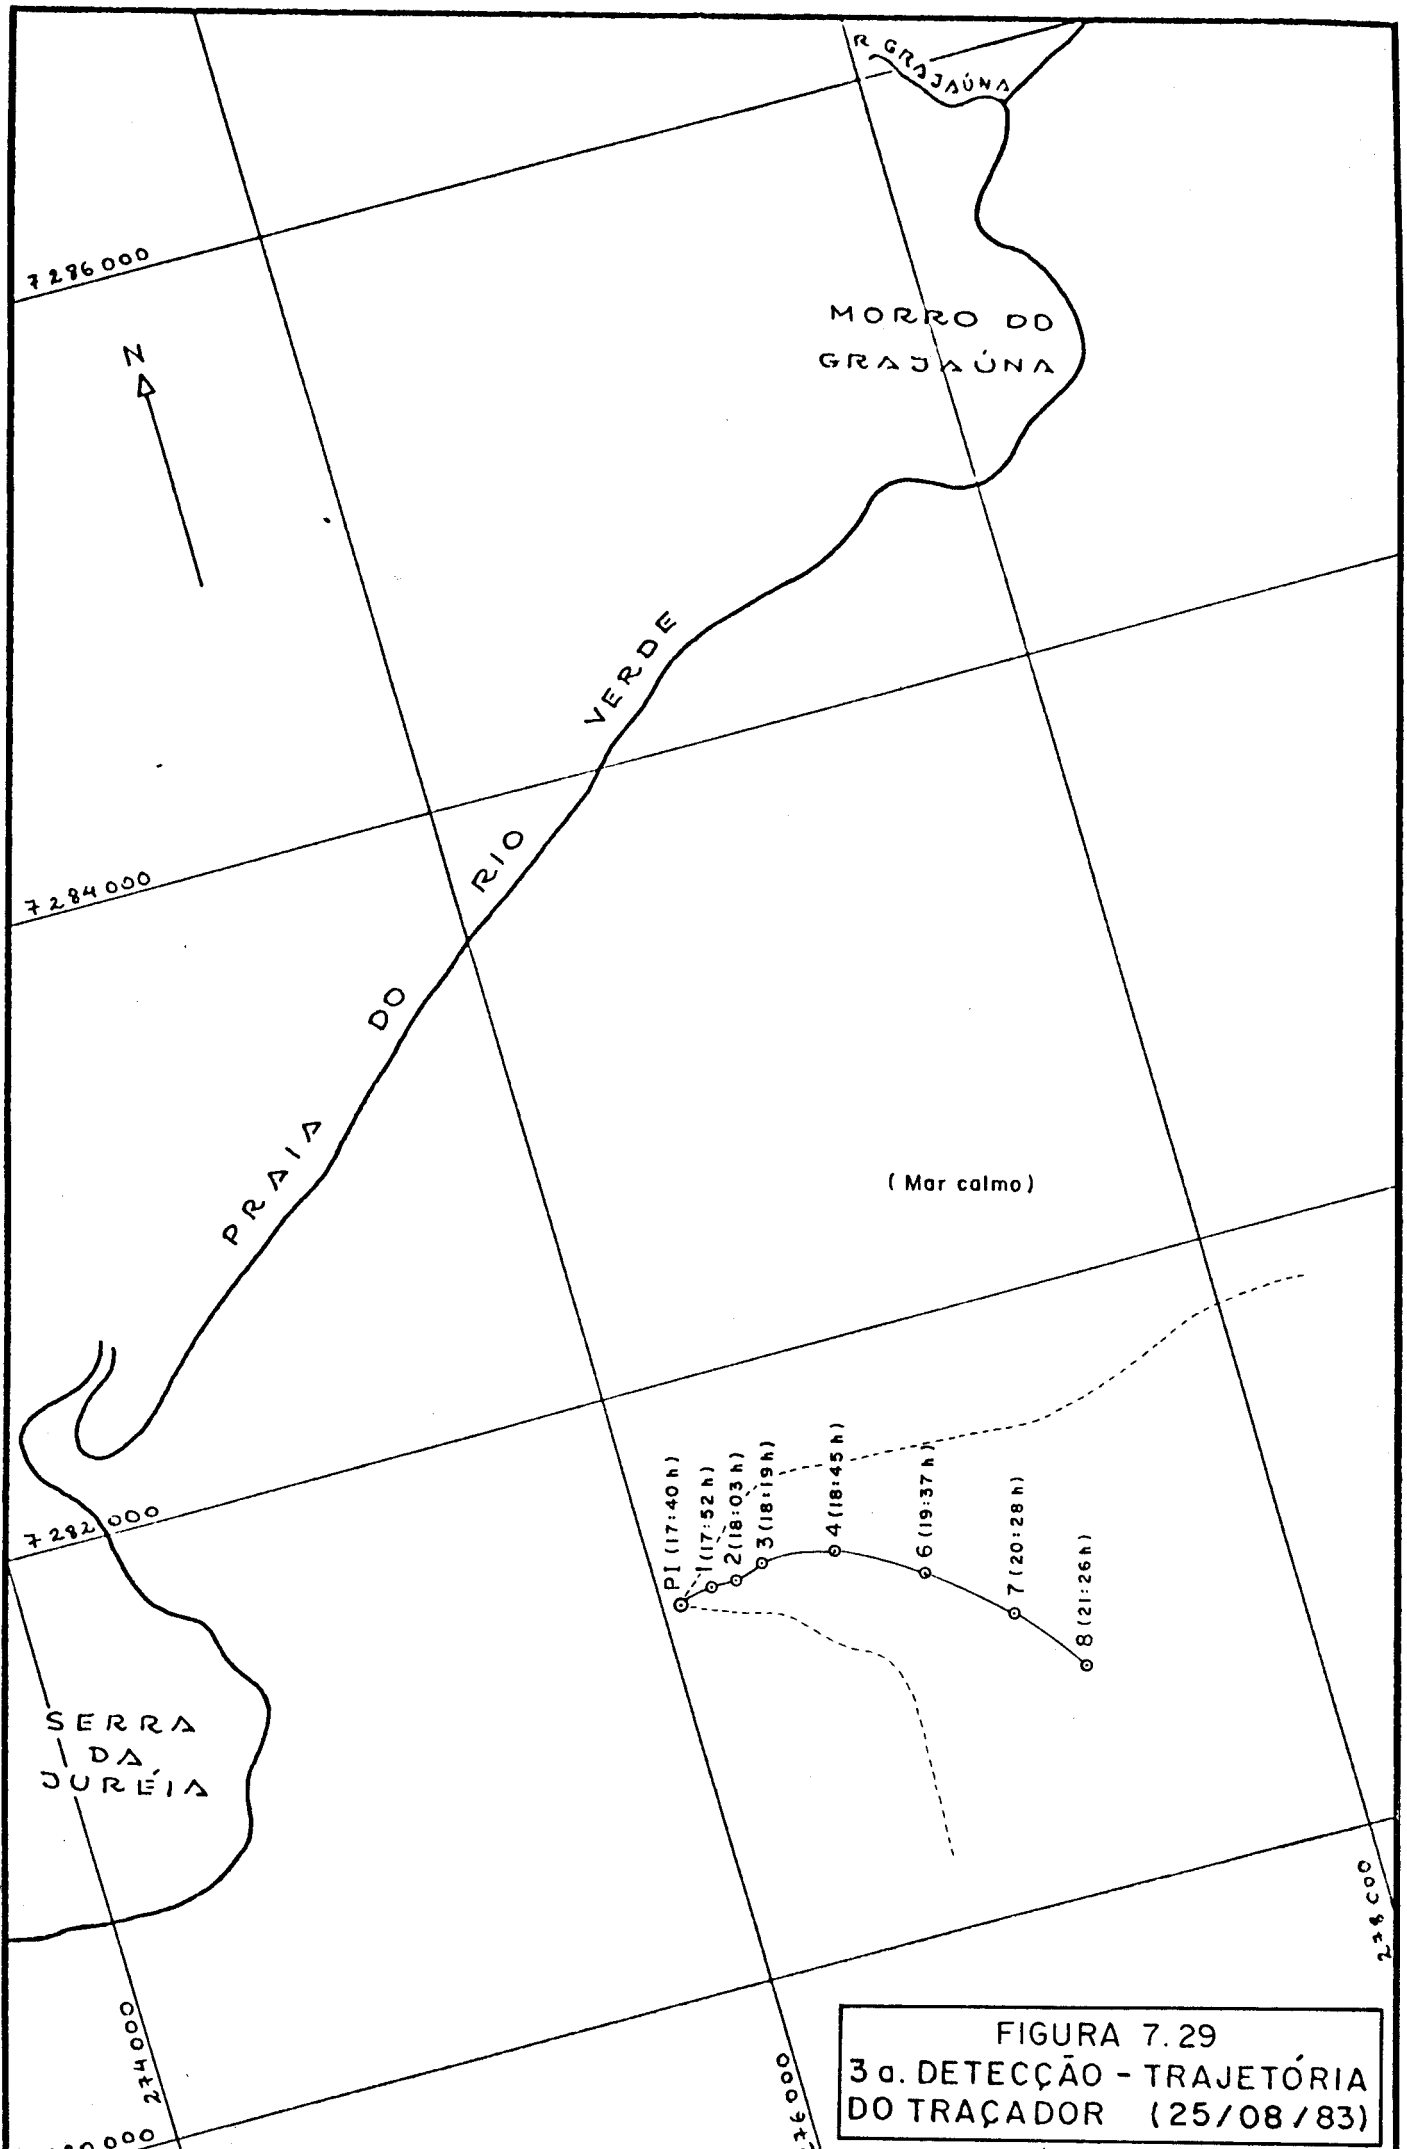 R GRAJAÚNA
7286000
N
MORRO DO
GRAJAÚNA
PRAIA DO RIO VERDE
7284000
(Mar calmo)
7282000
PI (17:40 h)
1 (17:52 h)
2 (18:03 h)
3 (18:19 h)
4 (18:45 h)
6 (19:37 h)
7 (20:28 h)
8 (21:26 h)
SERRA
DA
JURÉIA
278000
274000
FIGURA 7.29
3a. DETECÇÃO - TRAJETÓRIA
DO TRAÇADOR (25/08/83)